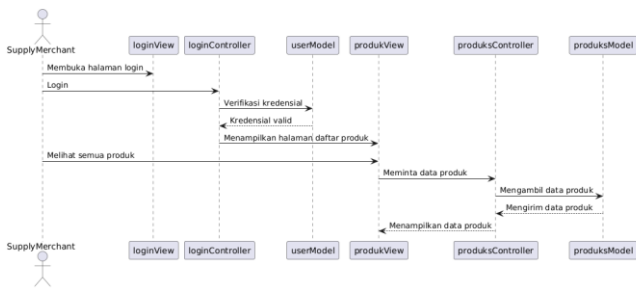 SupplyMerchant
loginView
loginController
userModel
produkView
produksController
produksModel
Membuka halaman login
Login
Verifikasi kredensial
Kredensial valid
Menampilkan halaman daftar produk
Melihat semua produk
Meminta data produk
Mengambil data produk
Mengirim data produk
Menampilkan data produk
SupplyMerchant
loginView
loginController
userModel
produkView
produksController
produksModel